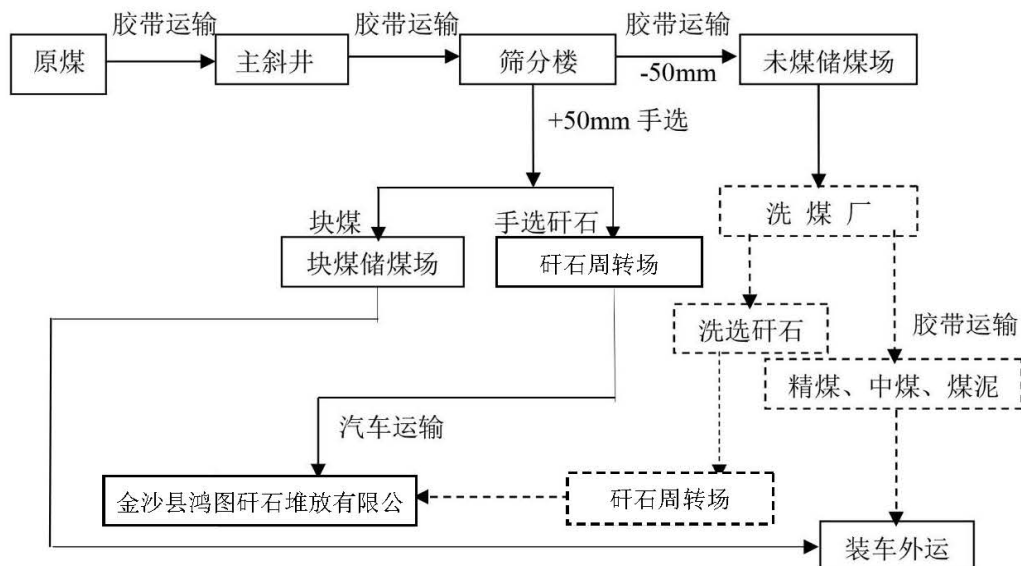 胶带运输
胶带运输
胶带运输
原煤
主斜井
筛分楼
-50mm
未煤储煤场
+50mm 手选
洗 煤 厂
块煤
手选矸石
块煤储煤场
矸石周转场
洗选矸石
胶带运输
精煤、中煤、煤泥
汽车运输
金沙县鸿图矸石堆放有限公
矸石周转场
装车外运